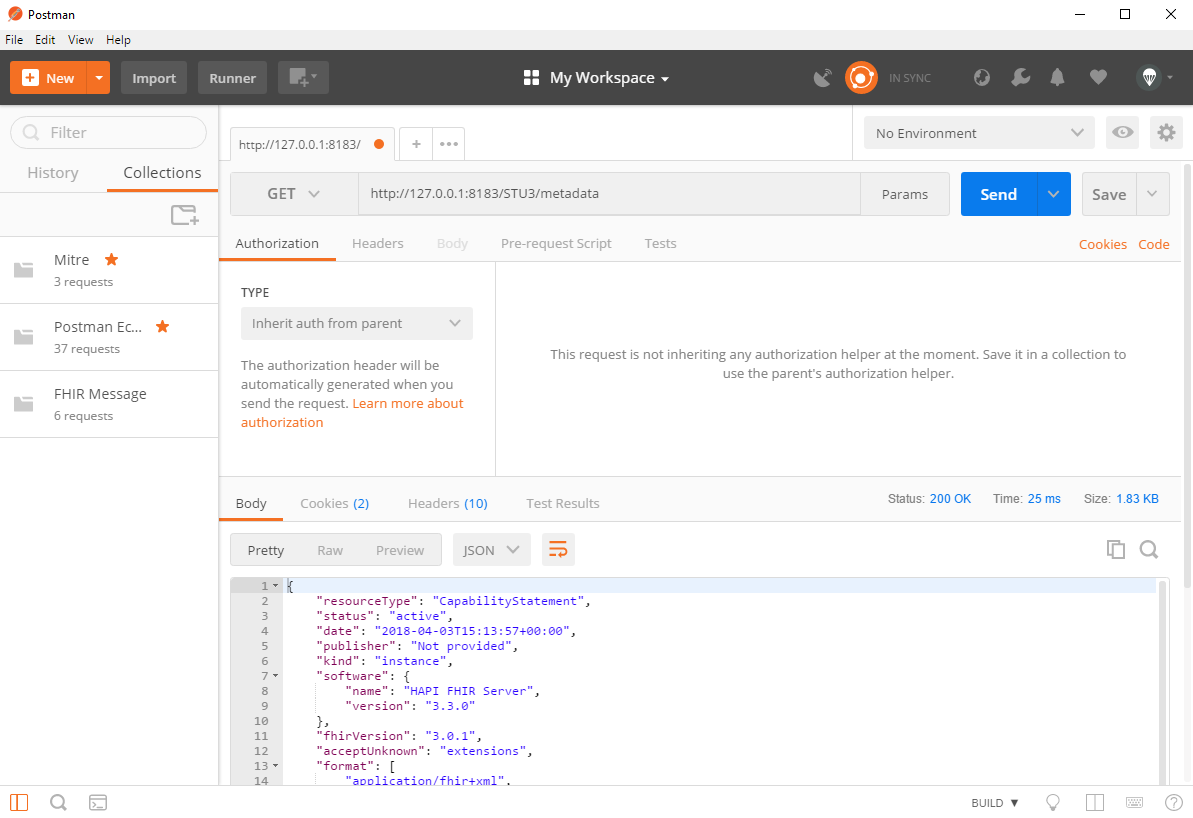 Postman
File Edit View Help
New Import Runner My Workspace IN SYNC
Filter
History Collections
Mitre
3 requests
Postman Ec...
37 requests
FHIR Message
6 requests
http://127.0.0.1:8183/ + ••• No Environment
GET http://127.0.0.1:8183/STU3/metadata Params Send Save
Authorization Headers Body Pre-request Script Tests Cookies Code
TYPE
Inherit auth from parent
The authorization header will be
automatically generated when you
send the request. Learn more about
authorization
This request is not inheriting any authorization helper at the moment. Save it in a collection to
use the parent's authorization helper.
Body Cookies (2) Headers (10) Test Results Status: 200 OK Time: 25 ms Size: 1.83 KB
Pretty Raw Preview JSON
1 {
2 "resourceType": "CapabilityStatement",
3 "status": "active",
4 "date": "2018-04-03T15:13:57+00:00",
5 "publisher": "Not provided",
6 "kind": "instance",
7 "software": {
8 "name": "HAPI FHIR Server",
9 "version": "3.3.0"
10 },
11 "fhirVersion": "3.0.1",
12 "acceptUnknown": "extensions",
13 "format": [
14 "application/fhir+xml",
BUILD ▼